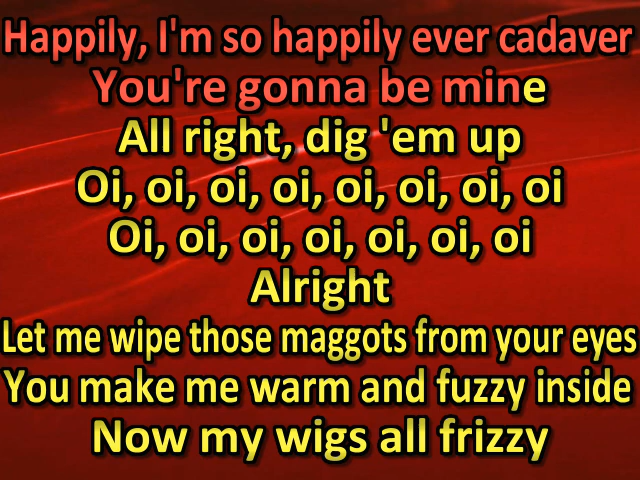 Happily, I'm so happily ever cadaver
You're gonna be mine
All right, dig 'em up
Oi, oi, oi, oi, oi, oi, oi, oi
Oi, oi, oi, oi, oi, oi, oi
Alright
Let me wipe those maggots from your eyes
You make me warm and fuzzy inside
Now my wigs all frizzy